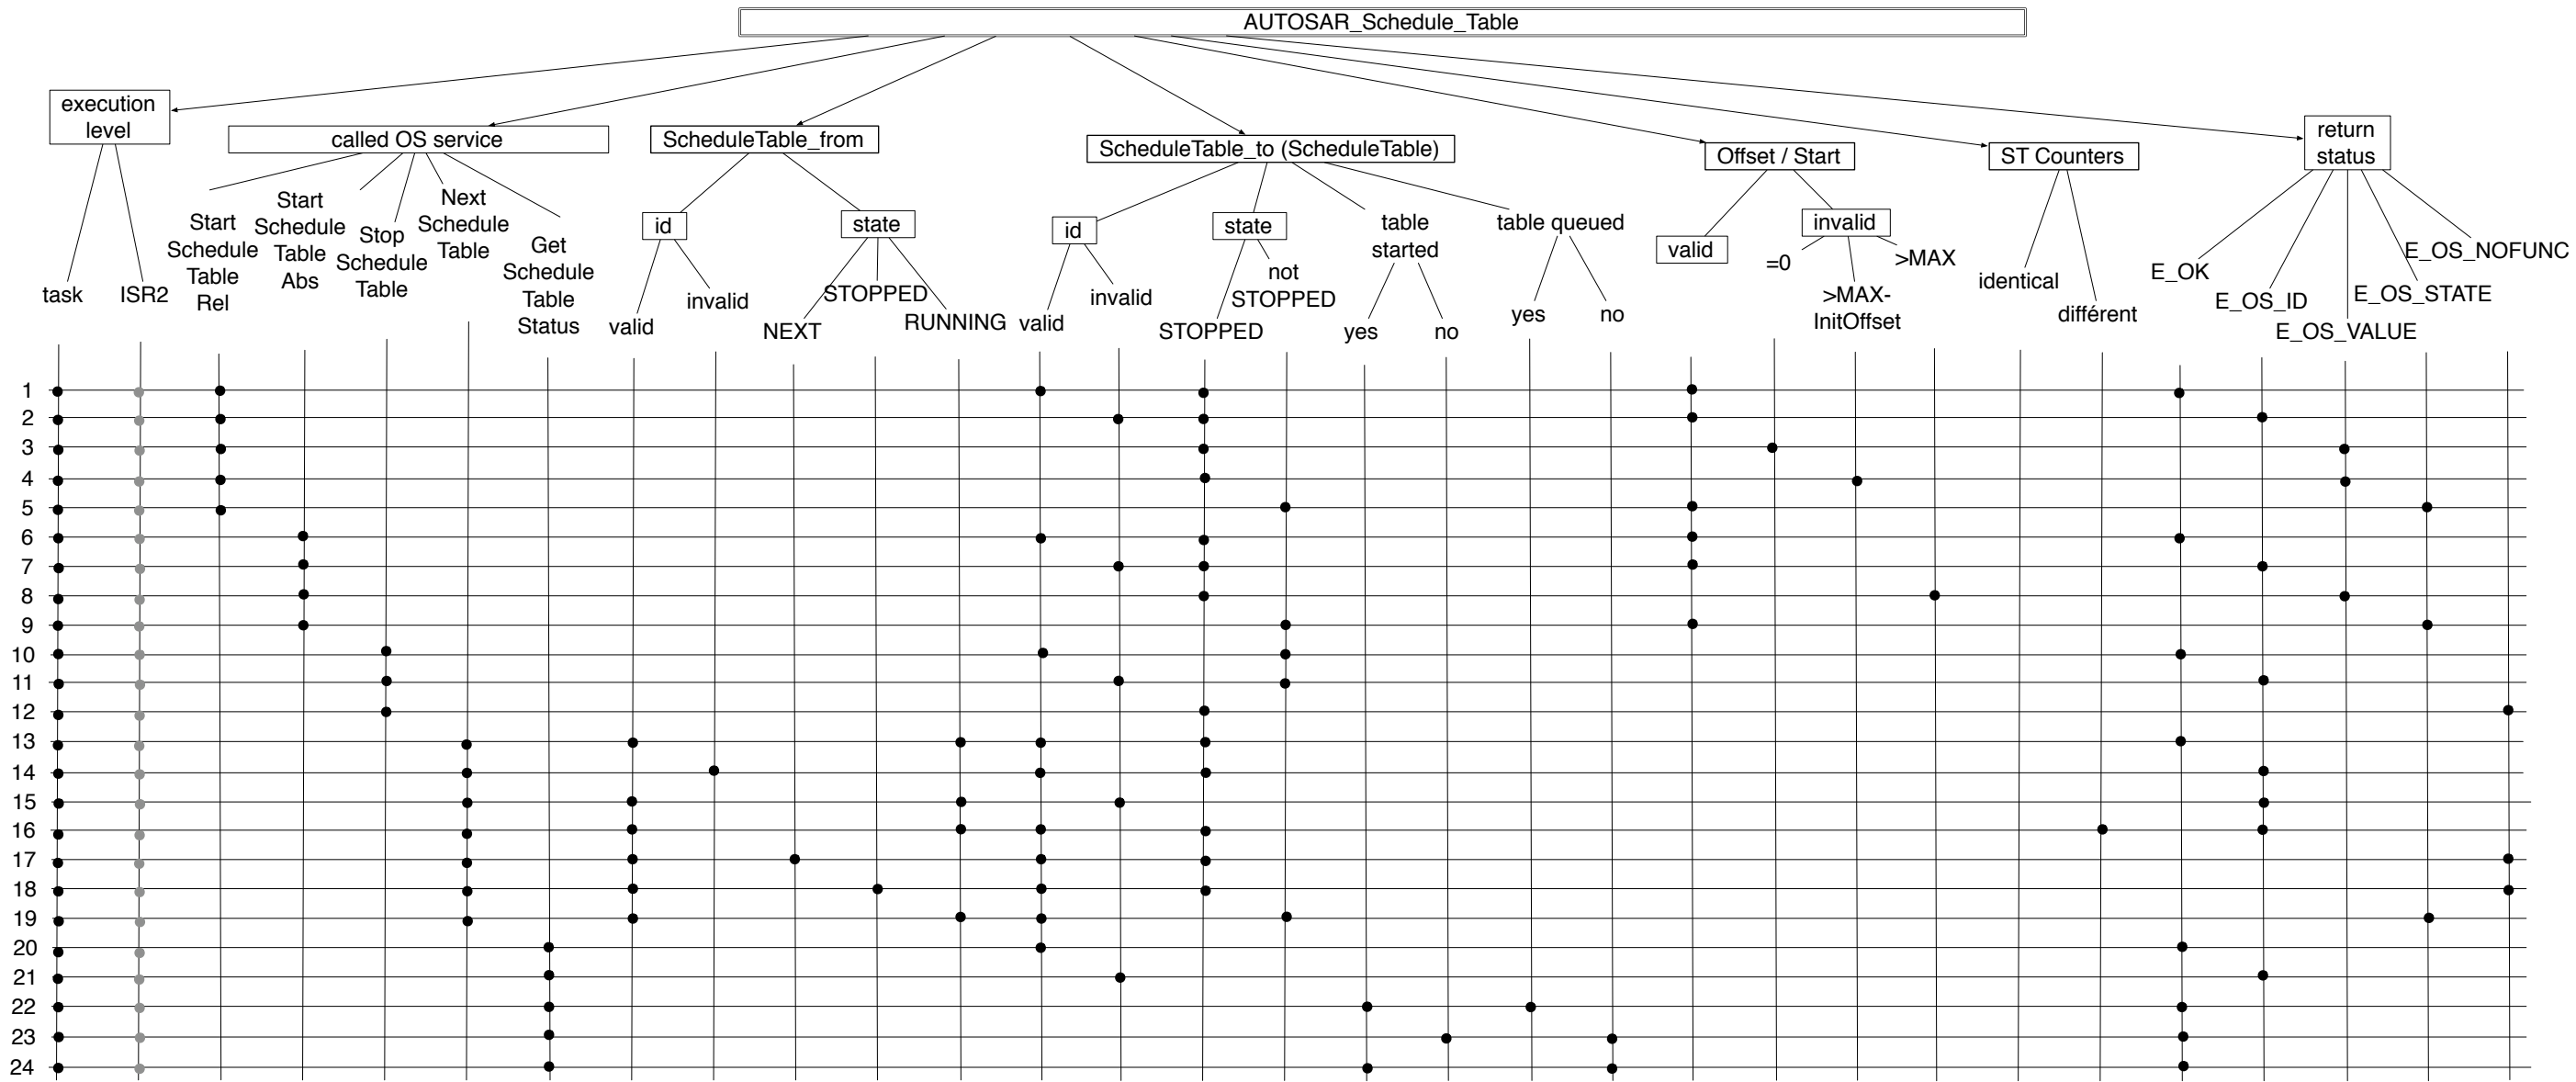 AUTOSAR_Schedule_Table
execution
level
called OS service
ScheduleTable_from
ScheduleTable_to (ScheduleTable)
Offset / Start
ST Counters
return
status
task
ISR2
Start
Schedule
Table
Rel
Start
Schedule
Table
Abs
Stop
Schedule
Table
Next
Schedule
Table
Get
Schedule
Table
Status
id
valid
invalid
state
NEXT
STOPPED
RUNNING
id
valid
invalid
state
STOPPED
not
STOPPED
table
started
yes
no
table queued
yes
no
valid
invalid
=0
>MAX-
InitOffset
>MAX
identical
différent
E_OK
E_OS_ID
E_OS_VALUE
E_OS_STATE
E_OS_NOFUNC
1
2
3
4
5
6
7
8
9
10
11
12
13
14
15
16
17
18
19
20
21
22
23
24